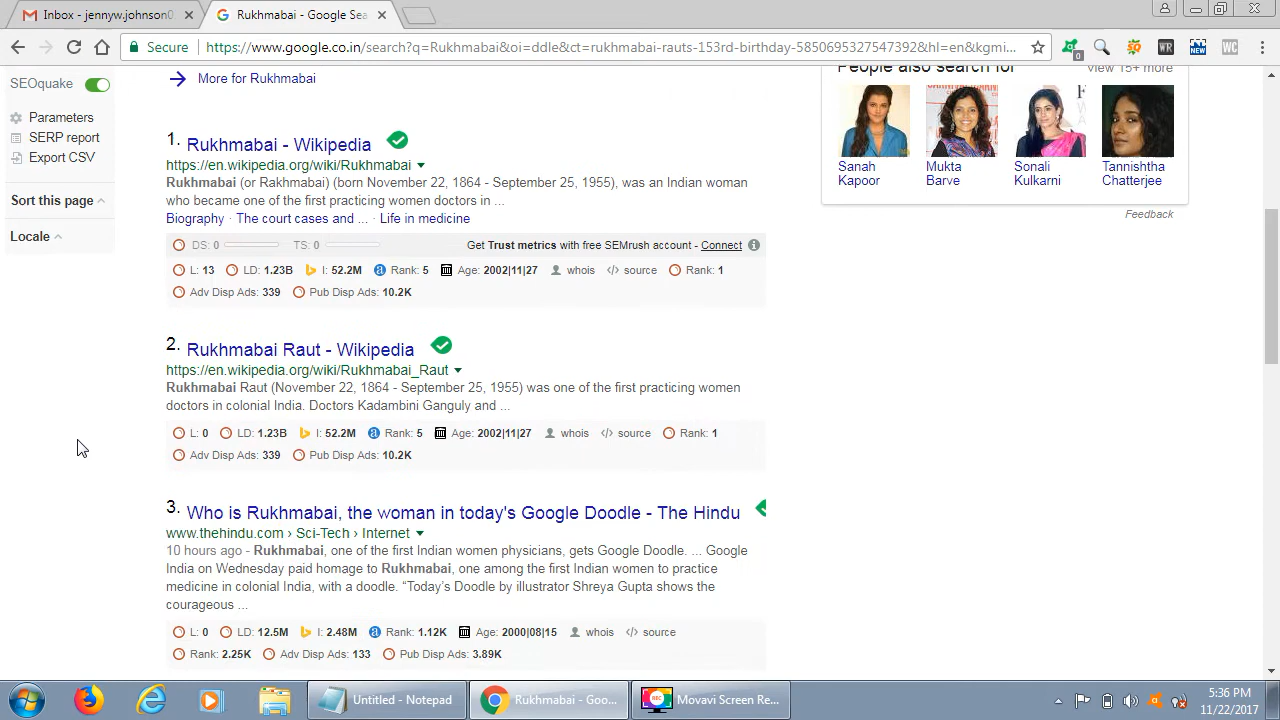 Inbox - jennyw.johnson0
Rukhmabai - Google Sea
Secure
https://www.google.co.in/search?q=Rukhmabai&oi=ddle&ct=rukhmabai-rauts-153rd-birthday-5850695327547392&hl=en&kgmi...
0
SQ
WR
NEW
WC
SEOquake
Parameters
SERP report
Export CSV
Sort this page
Locale
More for Rukhmabai
1. Rukhmabai - Wikipedia
https://en.wikipedia.org/wiki/Rukhmabai
Rukhmabai (or Rakhmabai) (born November 22, 1864 - September 25, 1955), was an Indian woman
who became one of the first practicing women doctors in ...
Biography · The court cases and ... · Life in medicine
DS: 0 TS: 0 Get Trust metrics with free SEMrush account - Connect
L: 13 LD: 1.23B I: 52.2M Rank: 5 Age: 2002|11|27 whois source Rank: 1
Adv Disp Ads: 339 Pub Disp Ads: 10.2K
2. Rukhmabai Raut - Wikipedia
https://en.wikipedia.org/wiki/Rukhmabai_Raut
Rukhmabai Raut (November 22, 1864 - September 25, 1955) was one of the first practicing women
doctors in colonial India. Doctors Kadambini Ganguly and ...
L: 0 LD: 1.23B I: 52.2M Rank: 5 Age: 2002|11|27 whois source Rank: 1
Adv Disp Ads: 339 Pub Disp Ads: 10.2K
3. Who is Rukhmabai, the woman in today's Google Doodle - The Hindu
www.thehindu.com › Sci-Tech › Internet
10 hours ago - Rukhmabai, one of the first Indian women physicians, gets Google Doodle. ... Google
India on Wednesday paid homage to Rukhmabai, one among the first Indian women to practice
medicine in colonial India, with a doodle. “Today's Doodle by illustrator Shreya Gupta shows the
courageous ...
L: 0 LD: 12.5M I: 2.48M Rank: 1.12K Age: 2000|08|15 whois source
Rank: 2.25K Adv Disp Ads: 133 Pub Disp Ads: 3.89K
People also search for
View 15+ more
Sanah
Kapoor
Mukta
Barve
Sonali
Kulkarni
Tannishtha
Chatterjee
Feedback
Untitled - Notepad
Rukhmabai - Goo...
REC
Movavi Screen Re...
5:36 PM
11/22/2017